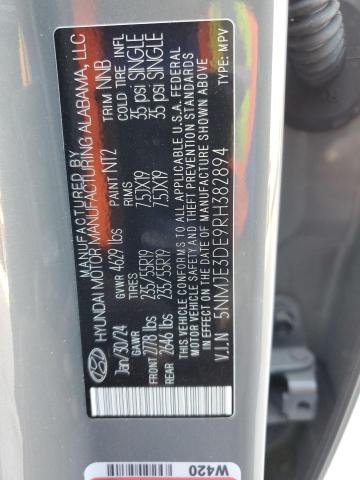 HYUNDAI MOTOR MANUFACTURING ALABAMA, LLC
Jan/30/24 GVWR 4629 lbs PAINT NT2 TRIM NNB
GAWR TIRES RIMS COLD TIRE INFL
FRONT 2778 lbs 235/55R19 7.5JX19 35 psi SINGLE
REAR 2646 lbs 235/55R19 7.5JX19 35 psi SINGLE
THIS VEHICLE CONFORMS TO ALL APPLICABLE U.S.A. FEDERAL
MOTOR VEHICLE SAFETY BUMPER, AND THEFT PREVENTION
STANDARDS IN EFFECT ON THE DATE OF MANUFACTURE SHOWN ABOVE
V.I.N 5NMJE3DE9RH382894 TYPE: MPV
W420